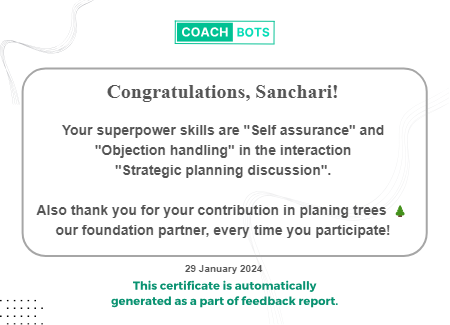 COACH BOTS
Congratulations, Sanchari!
Your superpower skills are "Self assurance" and
"Objection handling" in the interaction
"Strategic planning discussion".
Also thank you for your contribution in planing trees 🌲
our foundation partner, every time you participate!
29 January 2024
This certificate is automatically
generated as a part of feedback report.